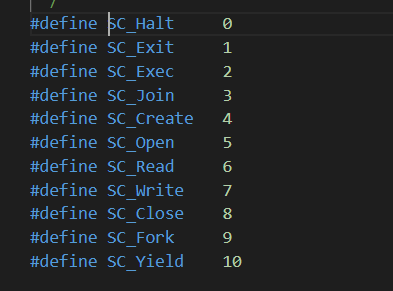 /
#define SC_Halt 0
#define SC_Exit 1
#define SC_Exec 2
#define SC_Join 3
#define SC_Create 4
#define SC_Open 5
#define SC_Read 6
#define SC_Write 7
#define SC_Close 8
#define SC_Fork 9
#define SC_Yield 10